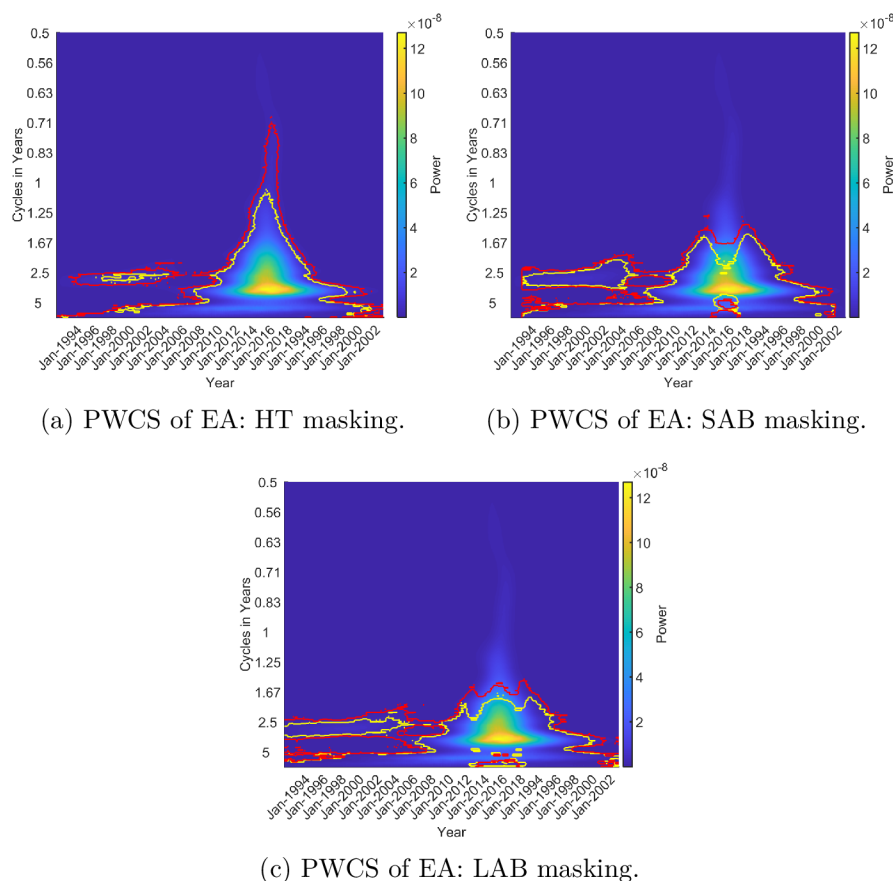 ×10⁻⁸
0.5
0.56
0.63
0.71
0.83
1
1.25
1.67
2.5
5
Cycles in Years
12
10
8
6
4
2
Power
Jan-1994
Jan-1996
Jan-1998
Jan-2000
Jan-2002
Jan-2004
Jan-2006
Jan-2008
Jan-2010
Jan-2012
Jan-2014
Jan-2016
Jan-2018
Jan-1994
Jan-1996
Jan-1998
Jan-2000
Jan-2002
Year
(a) PWCS of EA: HT masking.
×10⁻⁸
0.5
0.56
0.63
0.71
0.83
1
1.25
1.67
2.5
5
Cycles in Years
12
10
8
6
4
2
Power
Jan-1994
Jan-1996
Jan-1998
Jan-2000
Jan-2002
Jan-2004
Jan-2006
Jan-2008
Jan-2010
Jan-2012
Jan-2014
Jan-2016
Jan-2018
Jan-1994
Jan-1996
Jan-1998
Jan-2000
Jan-2002
Year
(b) PWCS of EA: SAB masking.
×10⁻⁸
0.5
0.56
0.63
0.71
0.83
1
1.25
1.67
2.5
5
Cycles in Years
12
10
8
6
4
2
Power
Jan-1994
Jan-1996
Jan-1998
Jan-2000
Jan-2002
Jan-2004
Jan-2006
Jan-2008
Jan-2010
Jan-2012
Jan-2014
Jan-2016
Jan-2018
Jan-1994
Jan-1996
Jan-1998
Jan-2000
Jan-2002
Year
(c) PWCS of EA: LAB masking.